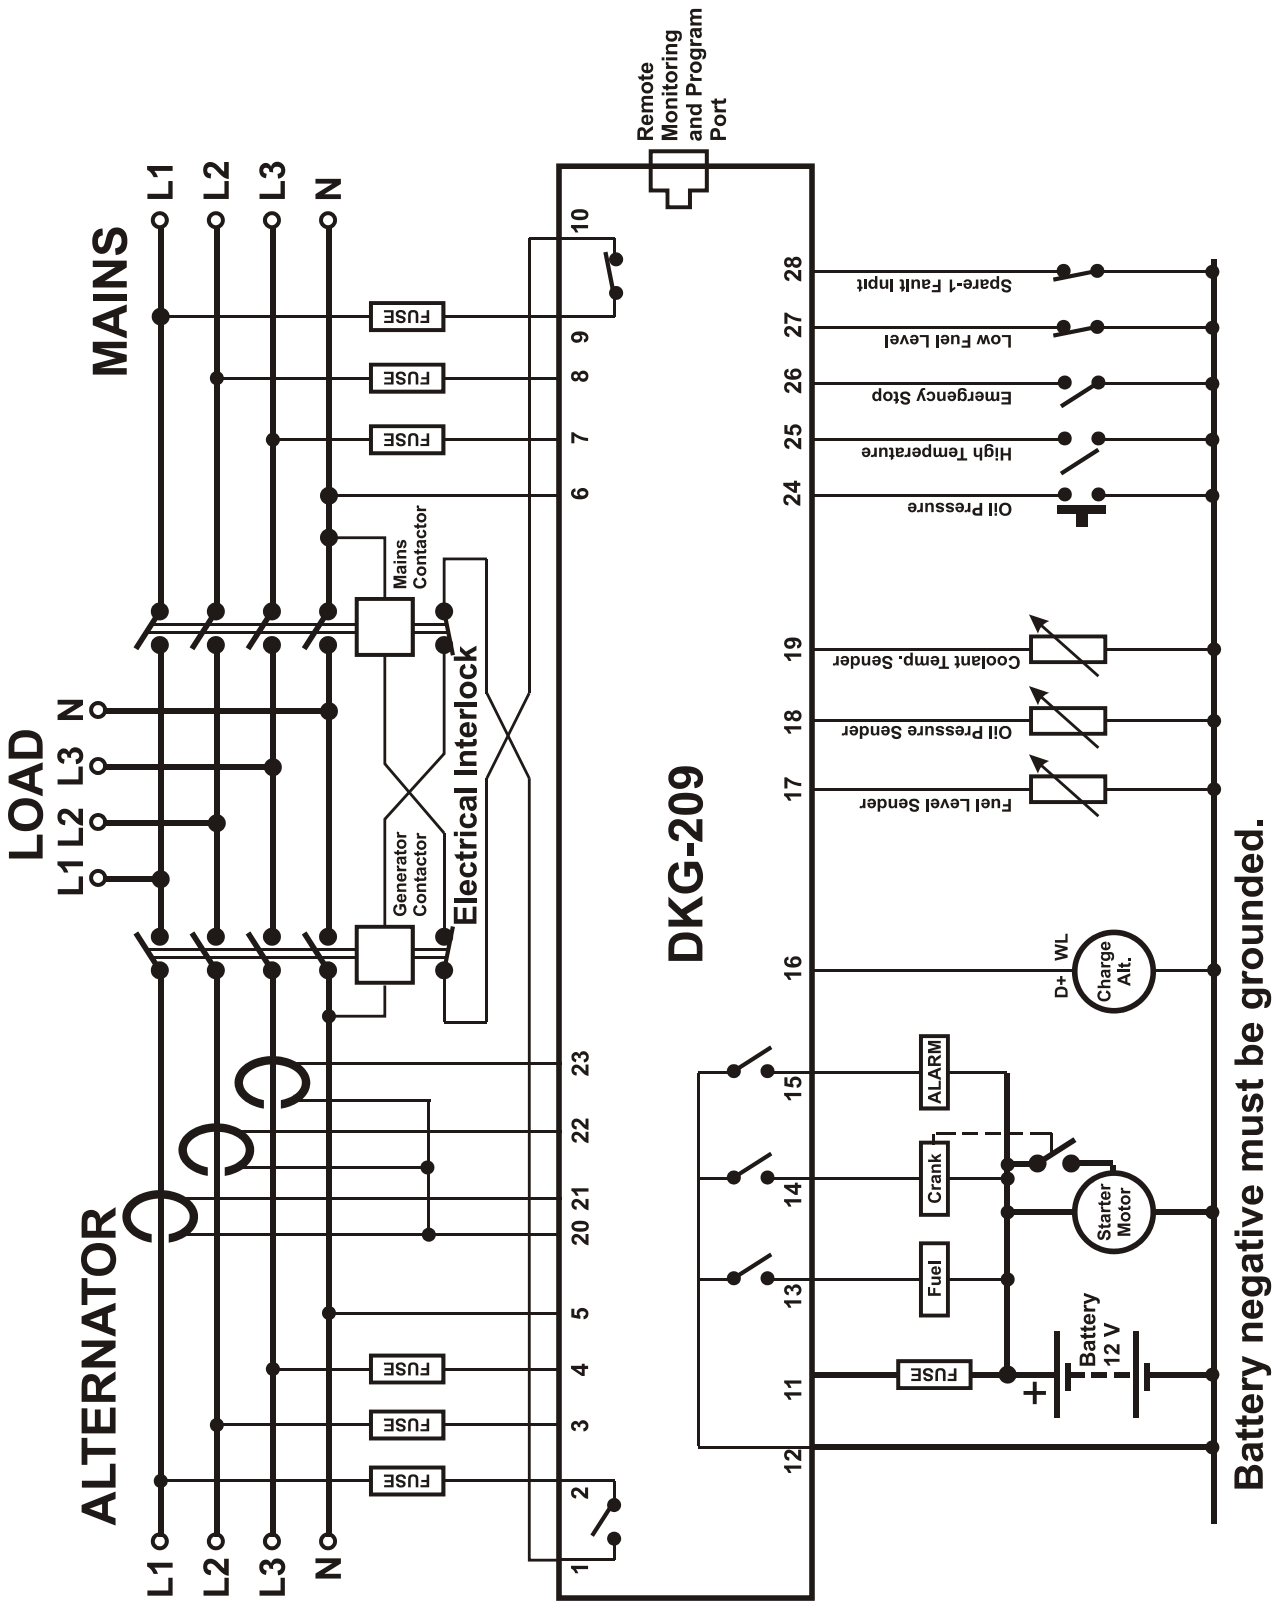 LOAD
L1
L2
L3
N
ALTERNATOR
MAINS
L1
L2
L3
N
L1
L2
L3
N
FUSE
FUSE
FUSE
FUSE
FUSE
FUSE
Generator
Contactor
Mains
Contactor
Electrical Interlock
1
2
3
4
5
20
21
22
23
6
7
8
9
10
DKG-209
Remote
Monitoring
and Program
Port
12
11
13
14
15
16
17
18
19
24
25
26
27
28
FUSE
Fuel
Crank
ALARM
Fuel Level Sender
Oil Pressure Sender
Coolant Temp. Sender
Oil Pressure
High Temperature
Emergency Stop
Low Fuel Level
Spare-1 Fault Inpit
+
Battery
12 V
Starter
Motor
D+
WL
Charge
Alt.
Battery negative must be grounded.